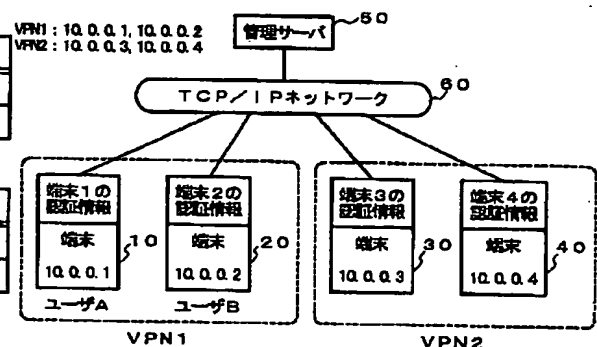 VPN1：10.0.0.1, 10.0.0.2
VPN2：10.0.0.3, 10.0.0.4
管理サーバ
50
TCP／IPネットワーク
60
端末1の
認証情報
端末
10.0.0.1
10
ユーザA
端末2の
認証情報
端末
10.0.0.2
20
ユーザB
VPN1
端末3の
認証情報
端末
10.0.0.3
30
端末4の
認証情報
端末
10.0.0.4
40
VPN2